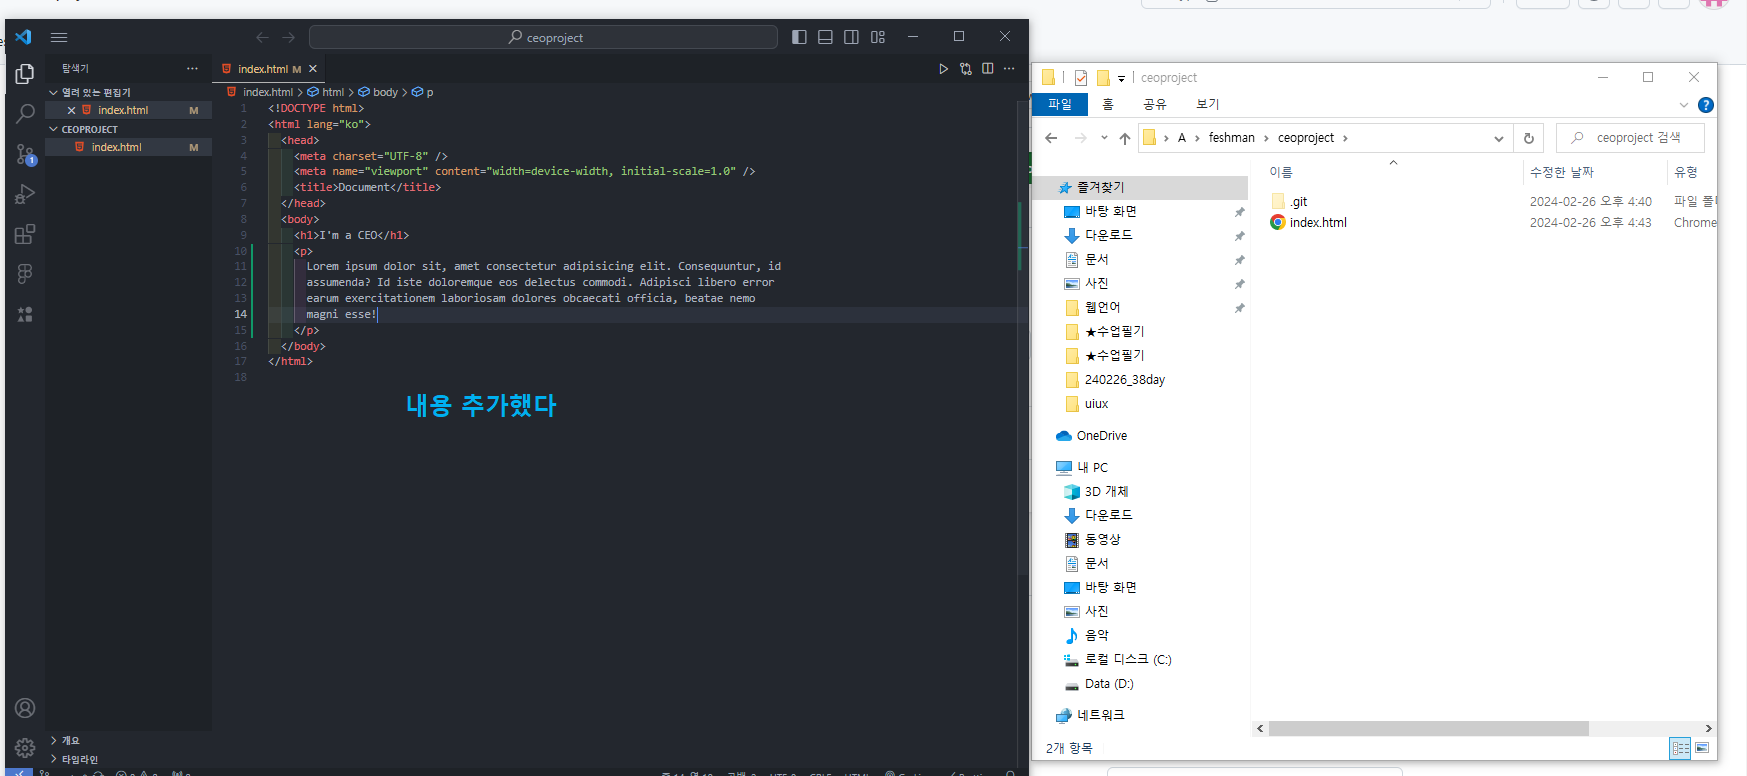 ceoproject
탐색기
index.html M
열려 있는 편집기
index.html M
CEOPROJECT
index.html M
1
index.html > html > body > p
1 <!DOCTYPE html>
2 <html lang="ko">
3 <head>
4 <meta charset="UTF-8" />
5 <meta name="viewport" content="width=device-width, initial-scale=1.0" />
6 <title>Document</title>
7 </head>
8 <body>
9 <h1>I'm a CEO</h1>
10 <p>
11 Lorem ipsum dolor sit, amet consectetur adipisicing elit. Consequuntur, id
12 assumenda? Id iste doloremque eos delectus commodi. Adipisci libero error
13 earum exercitationem laboriosam dolores obcaecati officia, beatae nemo
14 magni esse!
15 </p>
16 </body>
17 </html>
18
내용 추가했다
개요
타임라인
ceoproject
파일 홈 공유 보기
A > feshman > ceoproject >
ceoproject 검색
이름 수정한 날짜 유형
.git 2024-02-26 오후 4:40 파일 폴더
index.html 2024-02-26 오후 4:43 Chrome
즐겨찾기
바탕 화면
다운로드
문서
사진
웹언어
★수업필기
★수업필기
240226_38day
uiux
OneDrive
내 PC
3D 개체
다운로드
동영상
문서
바탕 화면
사진
음악
로컬 디스크 (C:)
Data (D:)
네트워크
2개 항목